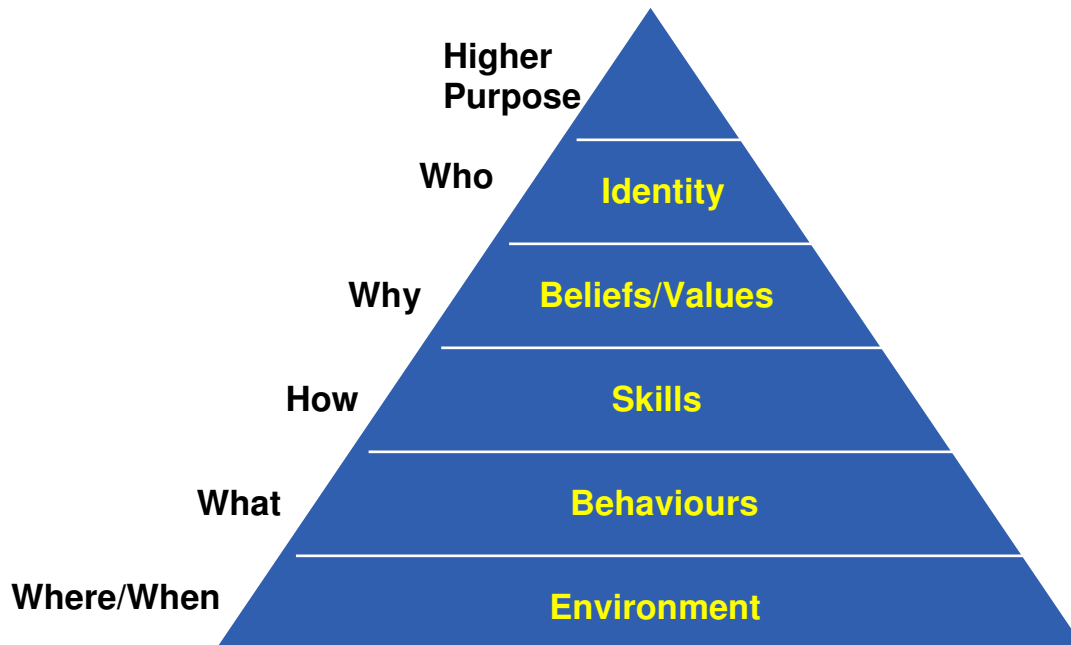 Higher
Purpose
Who
Identity
Why
Beliefs/Values
How
Skills
What
Behaviours
Where/When
Environment